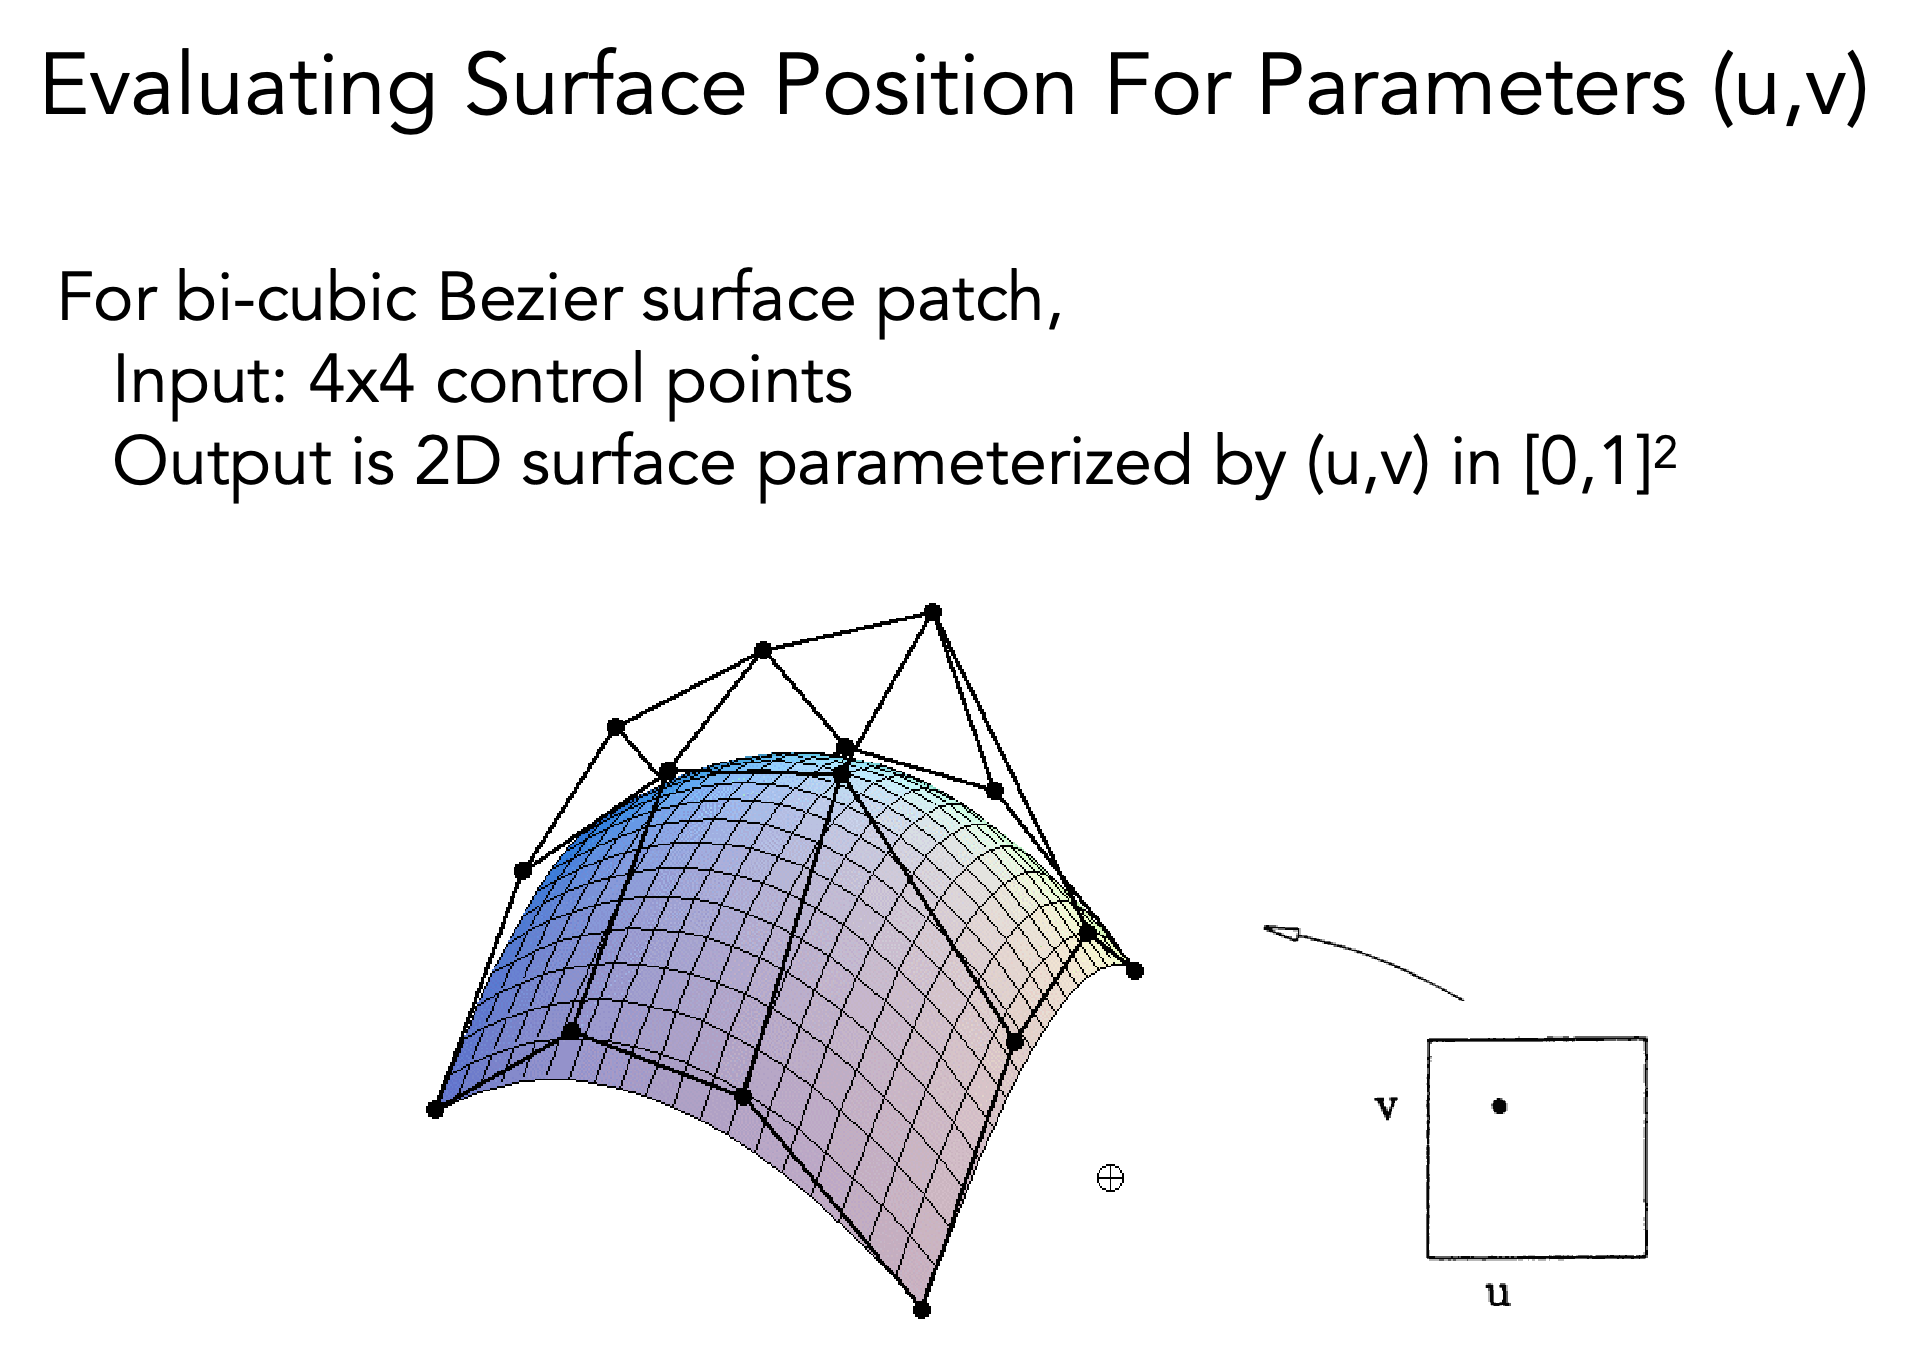 Evaluating Surface Position For Parameters (u,v)
For bi-cubic Bezier surface patch,
Input: 4x4 control points
Output is 2D surface parameterized by (u,v) in [0,1]²
v
u